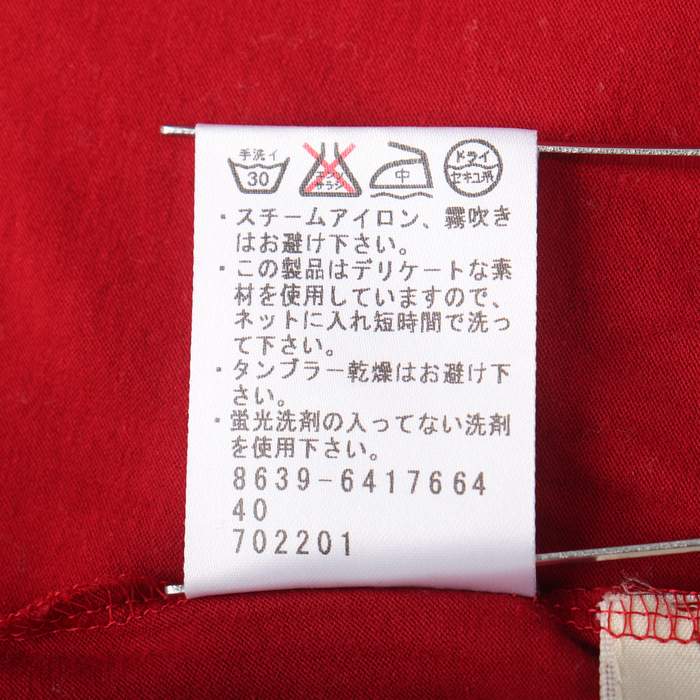 手洗イ
30
エンソ
サラシ
中
ドライ
セキユ系
・スチームアイロン、霧吹き
はお避け下さい。
・この製品はデリケートな素
材を使用していますので、
ネットに入れ短時間で洗っ
て下さい。
・タンブラー乾燥はお避け下
さい。
・蛍光洗剤の入ってない洗剤
を使用下さい。
8639-6417664
40
702201